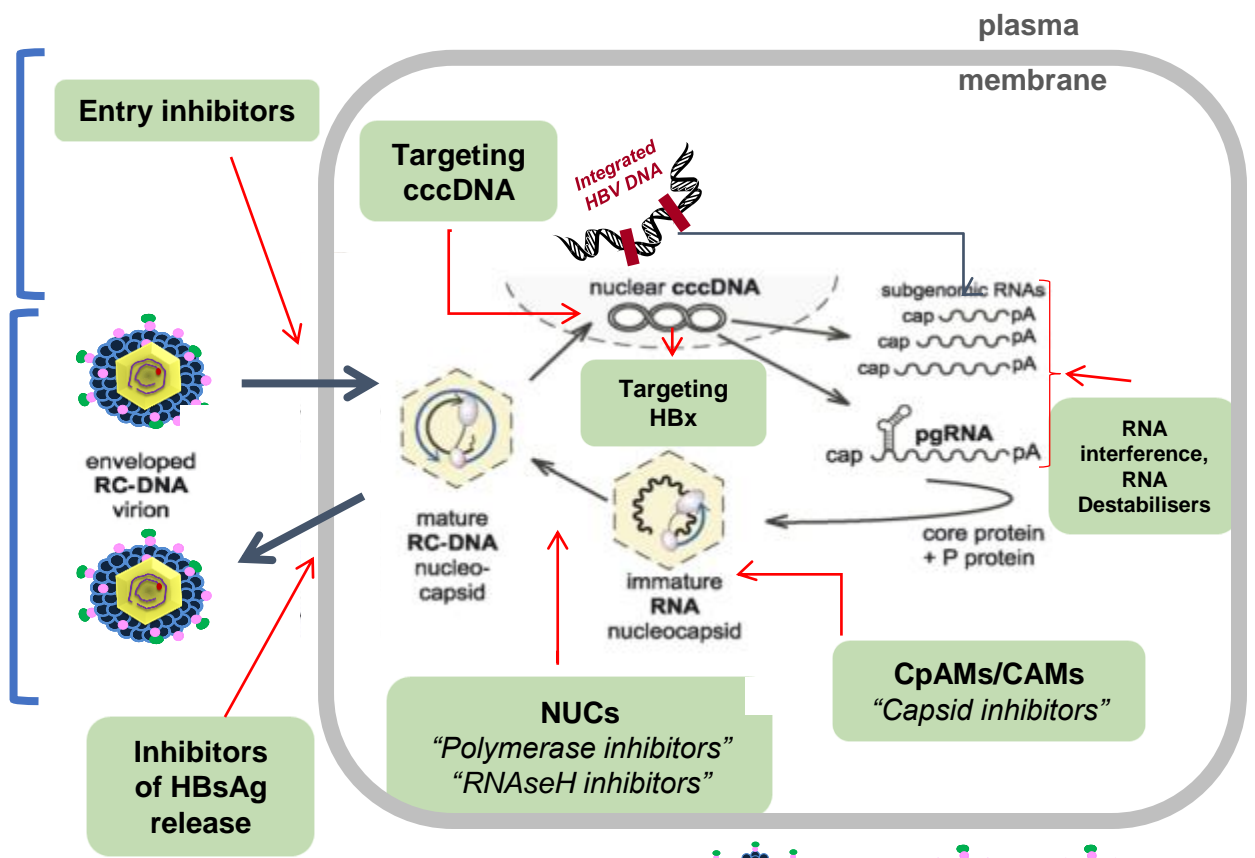 plasma
membrane
Entry inhibitors
Targeting
cccDNA
Integrated
HBV DNA
nuclear cccDNA
subgenomic RNAs
cap pA
cap pA
cap pA
Targeting
HBx
pgRNA
cap pA
RNA
interference,
RNA
Destabilisers
enveloped
RC-DNA
virion
mature
RC-DNA
nucleo-
capsid
immature
RNA
nucleocapsid
core protein
+ P protein
CpAMs/CAMs
“Capsid inhibitors”
NUCs
“Polymerase inhibitors”
“RNAseH inhibitors”
Inhibitors
of HBsAg
release